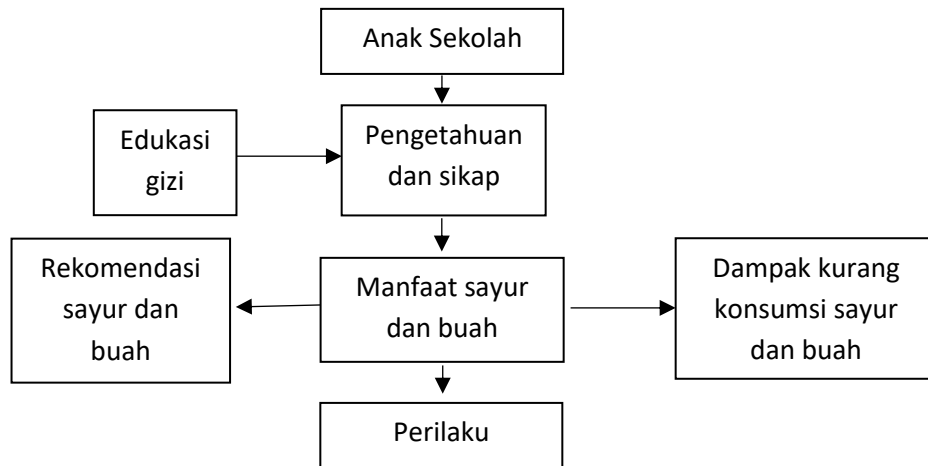 Anak Sekolah
Edukasi
gizi
Pengetahuan
dan sikap
Rekomendasi
sayur dan
buah
Manfaat sayur
dan buah
Dampak kurang
konsumsi sayur
dan buah
Perilaku